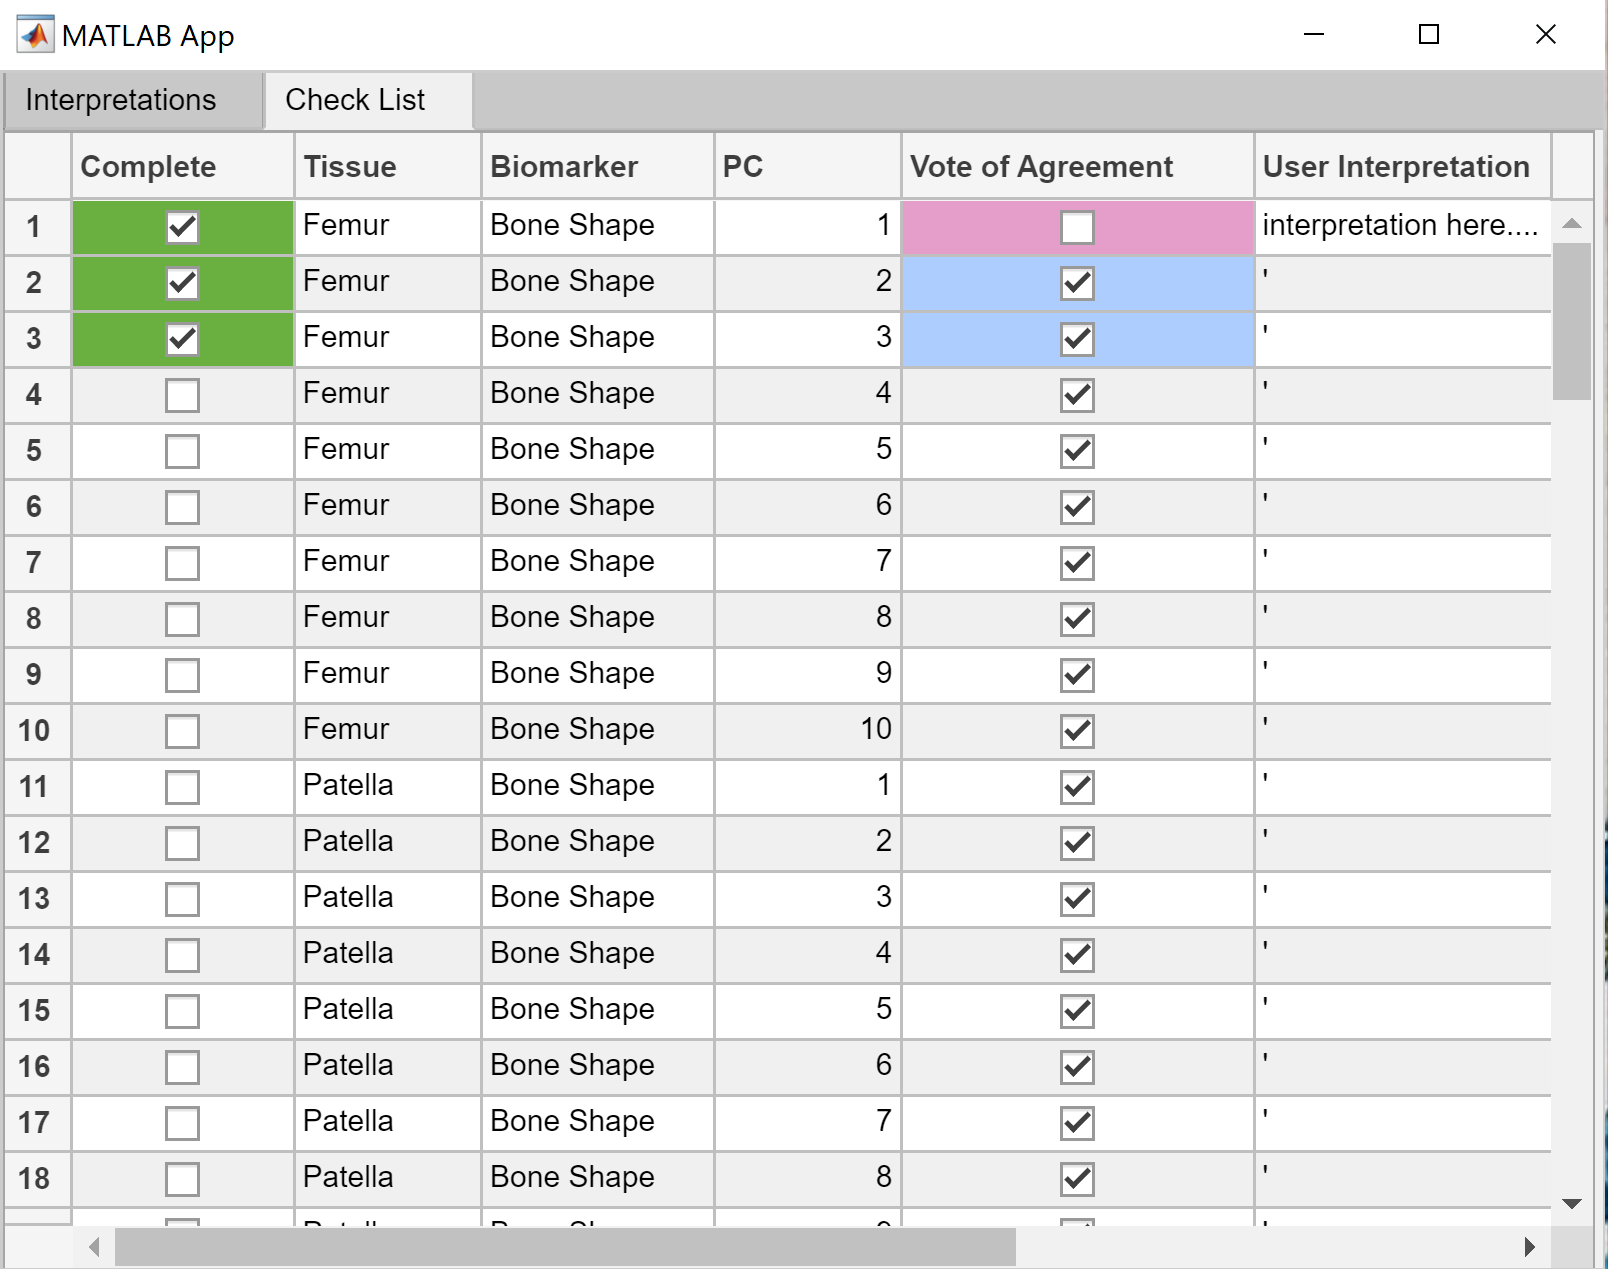 MATLAB App
Interpretations Check List
Complete Tissue Biomarker PC Vote of Agreement User Interpretation
1 Femur Bone Shape 1 interpretation here....
2 Femur Bone Shape 2 '
3 Femur Bone Shape 3 '
4 Femur Bone Shape 4 '
5 Femur Bone Shape 5 '
6 Femur Bone Shape 6 '
7 Femur Bone Shape 7 '
8 Femur Bone Shape 8 '
9 Femur Bone Shape 9 '
10 Femur Bone Shape 10 '
11 Patella Bone Shape 1 '
12 Patella Bone Shape 2 '
13 Patella Bone Shape 3 '
14 Patella Bone Shape 4 '
15 Patella Bone Shape 5 '
16 Patella Bone Shape 6 '
17 Patella Bone Shape 7 '
18 Patella Bone Shape 8 '